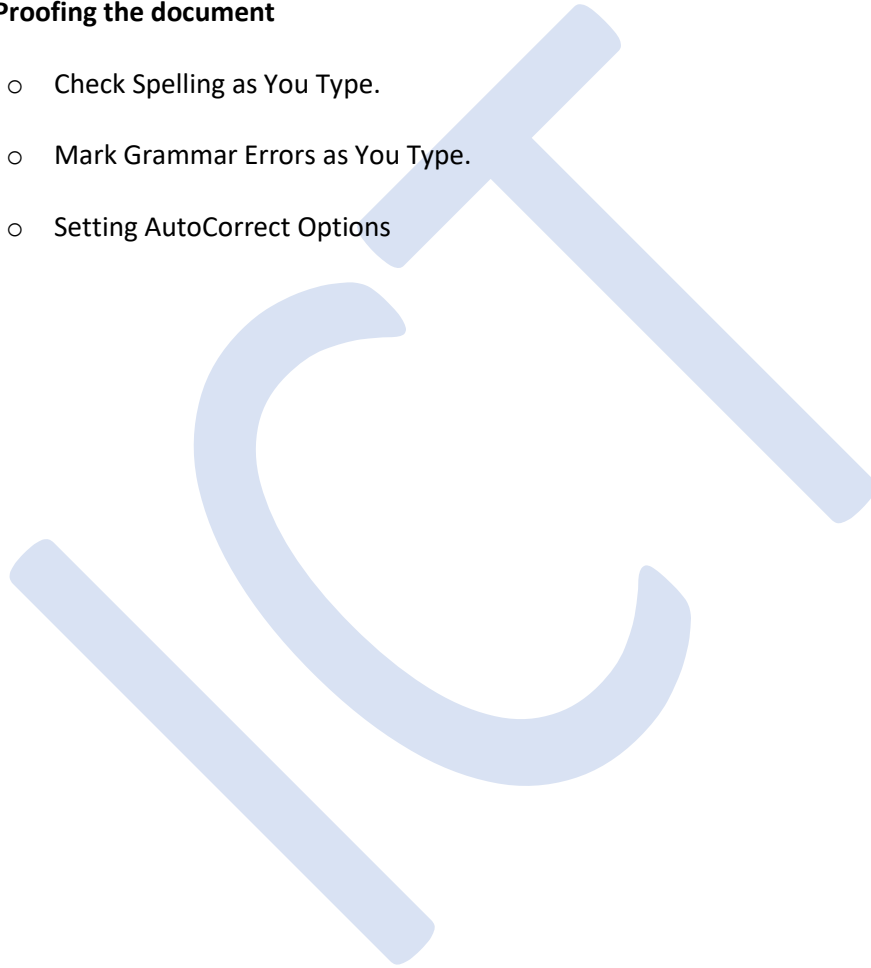 Proofing the document
o Check Spelling as You Type.
o Mark Grammar Errors as You Type.
o Setting AutoCorrect Options
ICT